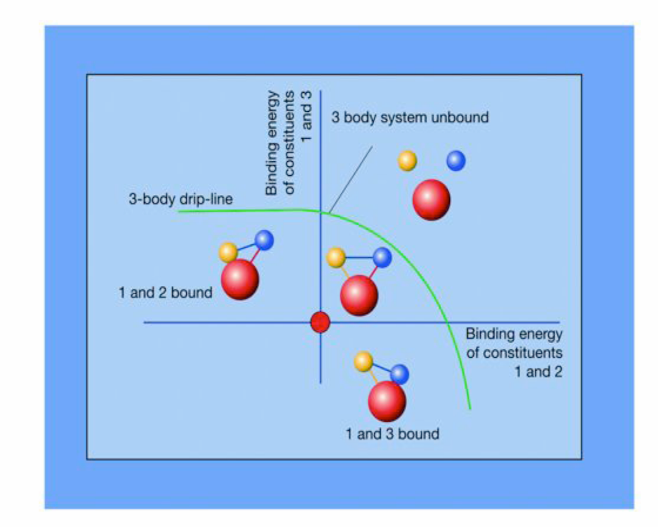 Binding energy
of constituents
1 and 3
3 body system unbound
3-body drip-line
1 and 2 bound
Binding energy
of constituents
1 and 2
1 and 3 bound